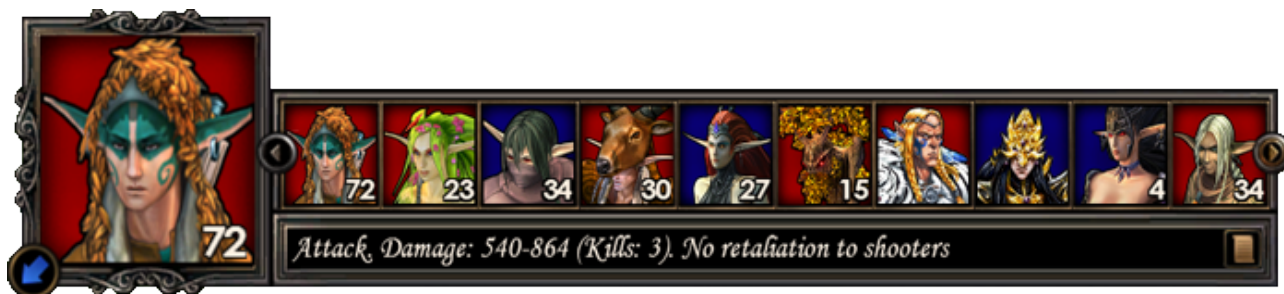 72
72 23 34 30 27 15 4 34
Attack. Damage: 540-864 (Kills: 3). No retaliation to shooters